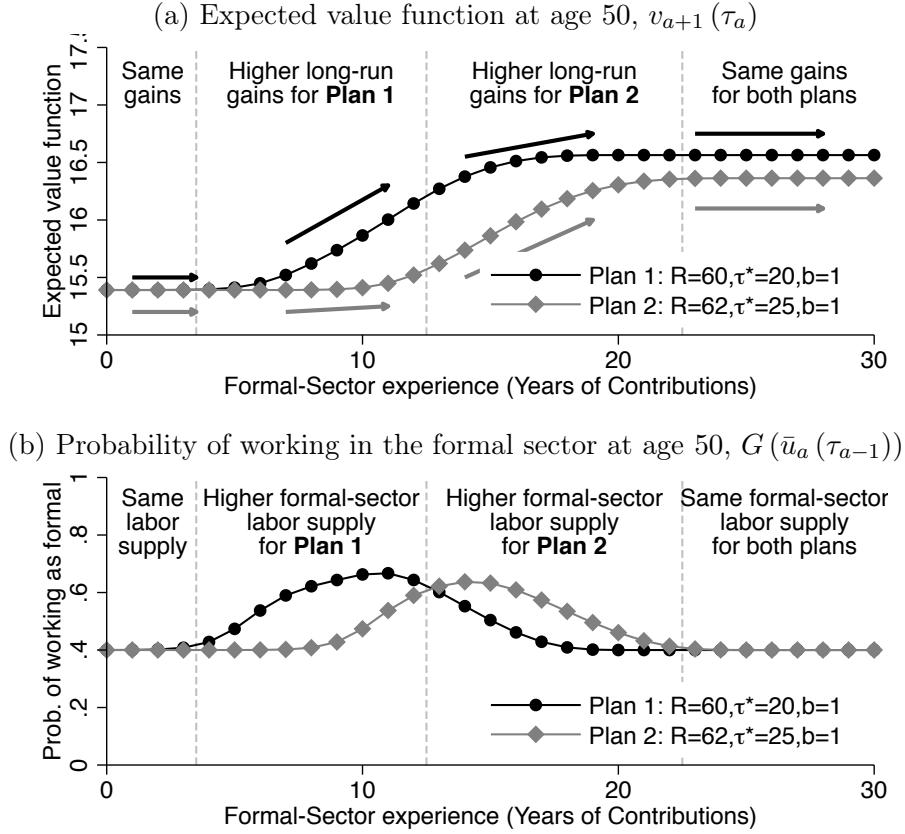 (a) Expected value function at age 50, v_{a+1} (τ_a)
Expected value function
17.5
17
16.5
16
15.5
15
Same
gains
Higher long-run
gains for Plan 1
Higher long-run
gains for Plan 2
Same gains
for both plans
Plan 1: R=60,τ*=20,b=1
Plan 2: R=62,τ*=25,b=1
0 10 20 30
Formal-Sector experience (Years of Contributions)
(b) Probability of working in the formal sector at age 50, G (ū_a (τ_{a−1}))
Prob. of working as formal
1
.8
.6
.4
.2
0
Same
labor
supply
Higher formal-sector
labor supply
for Plan 1
Higher formal-sector
labor supply
for Plan 2
Same formal-sector
labor supply
for both plans
Plan 1: R=60,τ*=20,b=1
Plan 2: R=62,τ*=25,b=1
0 10 20 30
Formal-Sector experience (Years of Contributions)